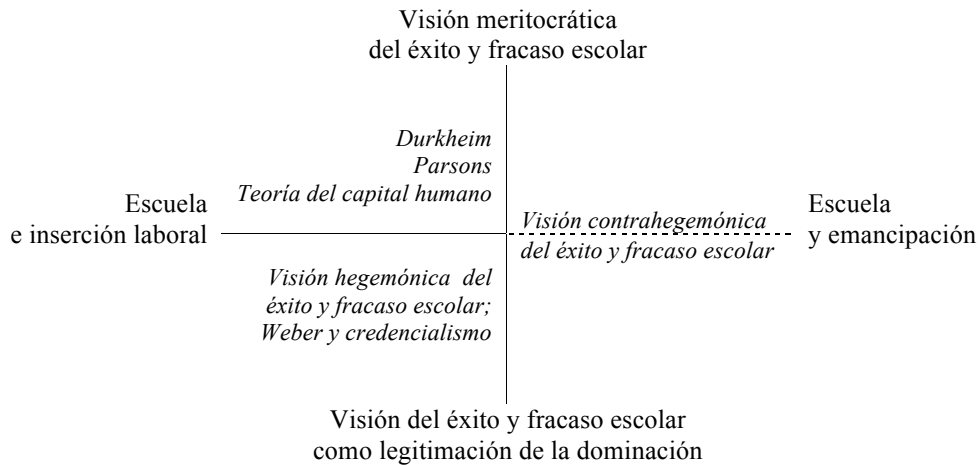 Visión meritocrática
del éxito y fracaso escolar
Durkheim
Parsons
Teoría del capital humano
Escuela
e inserción laboral
Visión contrahegemónica
del éxito y fracaso escolar
Escuela
y emancipación
Visión hegemónica del
éxito y fracaso escolar;
Weber y credencialismo
Visión del éxito y fracaso escolar
como legitimación de la dominación